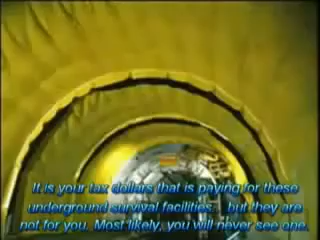 It is your tax dollars that is paying for these
underground survival facilities... but they are
not for you. Most likely, you will never see one.